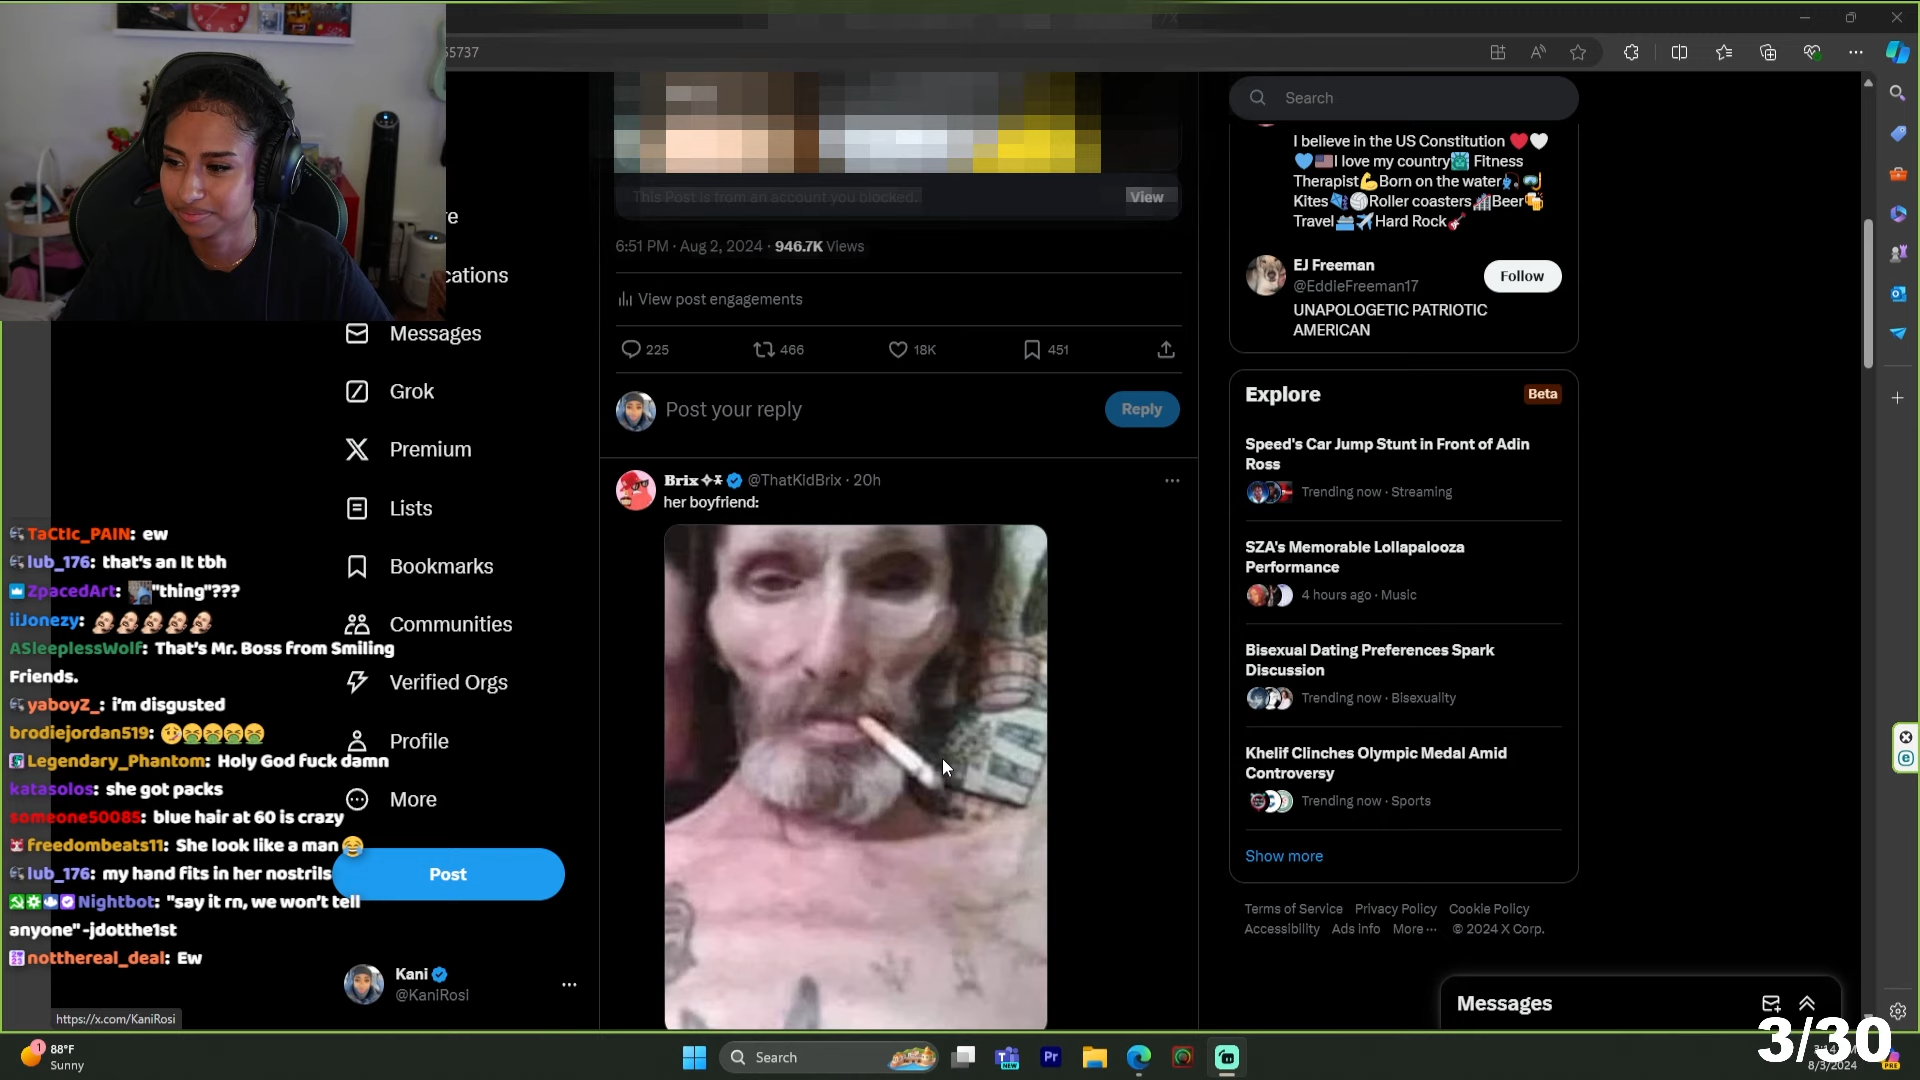 55737
Search
I believe in the US Constitution ❤️🤍
💙🇺🇸I love my country🗽 Fitness
Therapist💪Born on the water🎣🤿
Kites🪁🏐Roller coasters🎢Beer🍻
Travel🚢✈️Hard Rock🎸
This Post is from an account you blocked.
View
6:51 PM · Aug 2, 2024 · 946.7K Views
View post engagements
225
466
18K
451
Post your reply
Reply
EJ Freeman
@EddieFreeman17
Follow
UNAPOLOGETIC PATRIOTIC
AMERICAN
Explore
Beta
Speed's Car Jump Stunt in Front of Adin
Ross
Trending now · Streaming
SZA's Memorable Lollapalooza
Performance
4 hours ago · Music
Bisexual Dating Preferences Spark
Discussion
Trending now · Bisexuality
Khelif Clinches Olympic Medal Amid
Controversy
Trending now · Sports
Show more
Terms of Service Privacy Policy Cookie Policy
Accessibility Ads info More ··· © 2024 X Corp.
re
cations
Messages
Grok
Premium
Lists
Bookmarks
Communities
Verified Orgs
Profile
More
Post
Kani
@KaniRosi
Brix @ThatKidBrix · 20h
her boyfriend:
TaCtIc_PAIN: ew
lub_176: that's an It tbh
ZpacedArt: "thing"???
iiJonezy:
ASleeplessWolf: That's Mr. Boss from Smiling
Friends.
yaboyZ_: i'm disgusted
brodiejordan519: 🤢🤮🤮🤮🤮
Legendary_Phantom: Holy God fuck damn
katasolos: she got packs
someone50085: blue hair at 60 is crazy
freedombeats11: She look like a man 😂
lub_176: my hand fits in her nostrils
Nightbot: "say it rn, we won't tell
anyone" -jdotthe1st
notthereal_deal: Ew
https://x.com/KaniRosi
Messages
3/30
1
88°F
Sunny
Search
NEW
Pr
8/3/2024
PRE